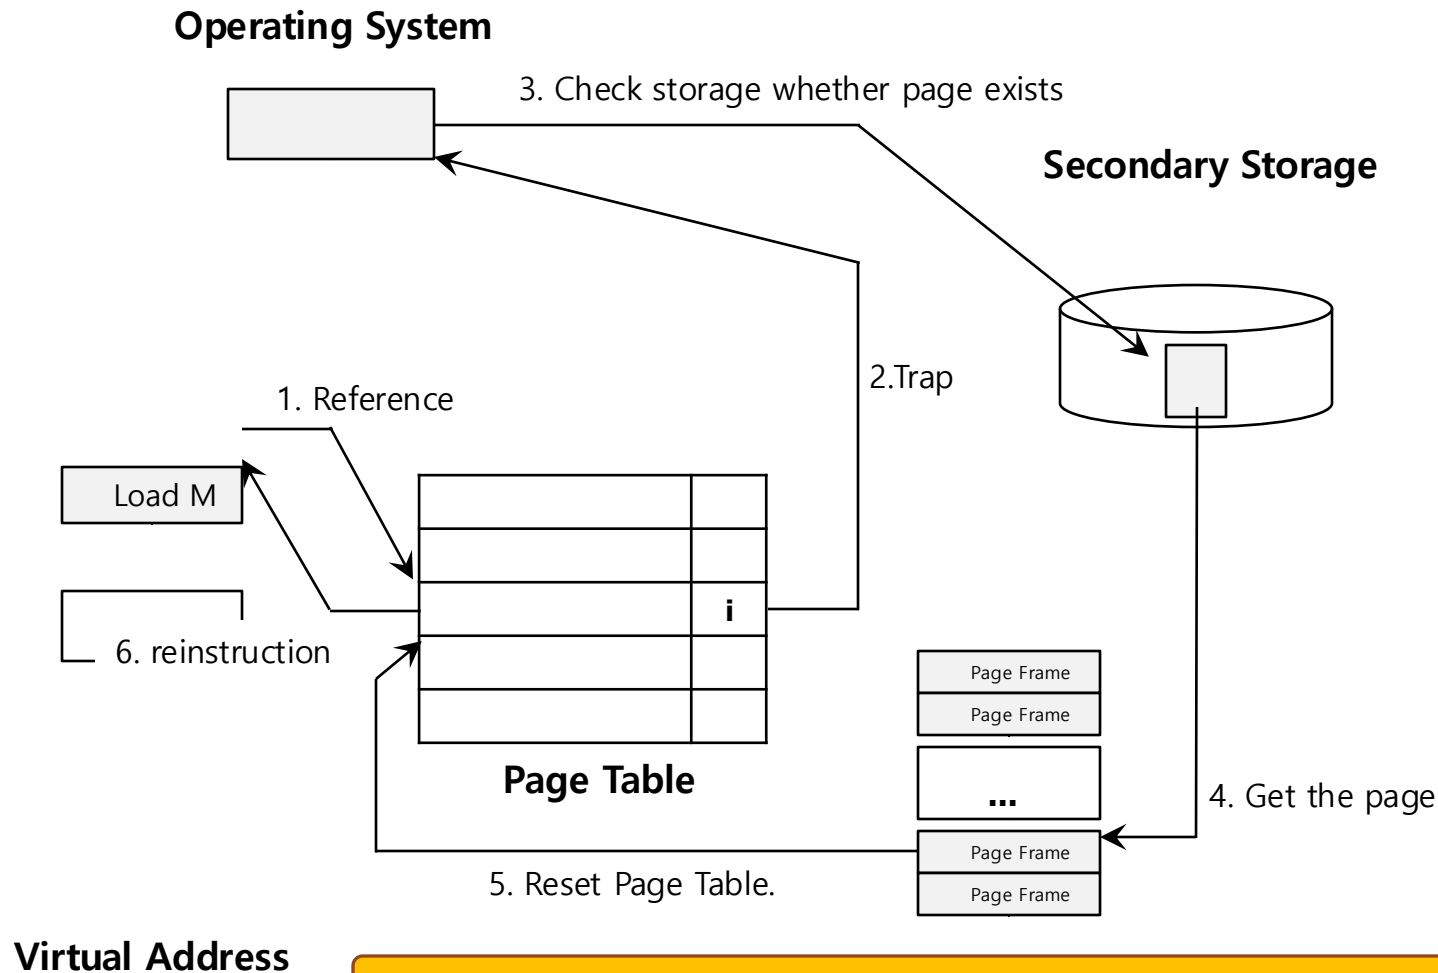 Operating System
3. Check storage whether page exists
Secondary Storage
2.Trap
1. Reference
Load M
i
6. reinstruction
Page Frame
Page Frame
Page Table
...
4. Get the page
Page Frame
5. Reset Page Table.
Page Frame
Virtual Address